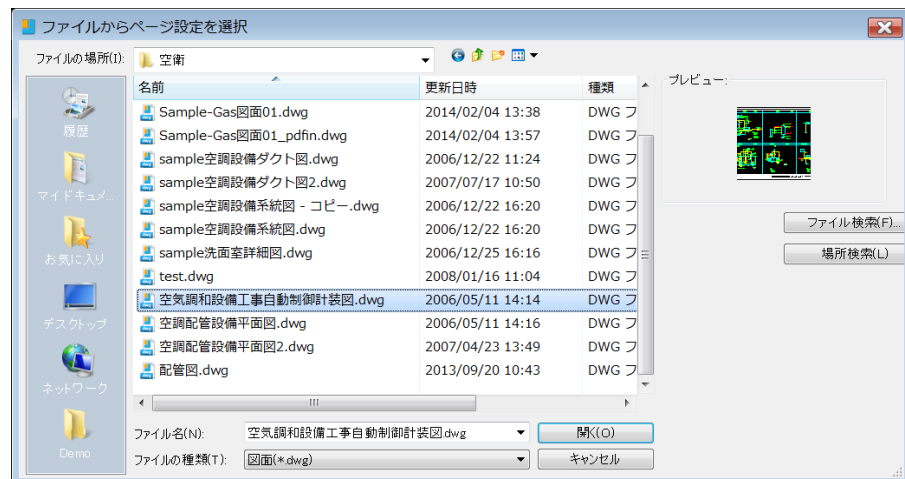 ファイルからページ設定を選択
ファイルの場所(I): 空衛
名前 更新日時 種類
Sample-Gas図面01.dwg 2014/02/04 13:38 DWG フ
Sample-Gas図面01_pdfin.dwg 2014/02/04 13:57 DWG フ
sample空調設備ダクト図.dwg 2006/12/22 11:24 DWG フ
sample空調設備ダクト図2.dwg 2007/07/17 10:50 DWG フ
sample空調設備系統図 - コピー.dwg 2006/12/22 16:20 DWG フ
sample空調設備系統図.dwg 2006/12/22 16:20 DWG フ
sample洗面室詳細図.dwg 2006/12/25 16:16 DWG フ
test.dwg 2008/01/16 11:04 DWG フ
空気調和設備工事自動制御計装図.dwg 2006/05/11 14:14 DWG フ
空調配管設備平面図.dwg 2006/05/11 14:16 DWG フ
空調配管設備平面図2.dwg 2007/04/23 13:49 DWG フ
配管図.dwg 2013/09/20 10:43 DWG フ
履歴
マイドキュメ...
お気に入り
デスクトップ
ネットワーク
Demo
プレビュー:
ファイル検索(F)...
場所検索(L)
ファイル名(N): 空気調和設備工事自動制御計装図.dwg 開く(O)
ファイルの種類(T): 図面(*.dwg) キャンセル